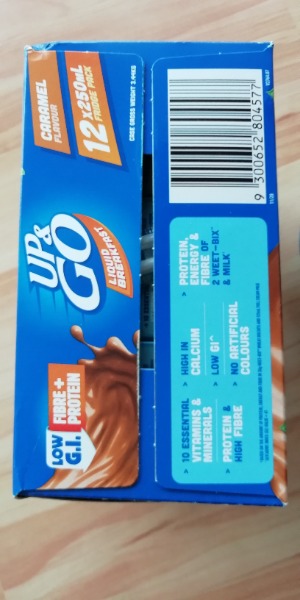 CARAMEL
FLAVOUR
12 x 250mL
FRIDGE PACK
CASE GROSS WEIGHT 3.44KG
UP&
GO
LIQUID
BREAKFAST
LOW
G.I.
FIBRE +
PROTEIN
9 300652 804577
PROTEIN,
ENERGY &
FIBRE OF
2 WEET-BIX™
& MILK*
> HIGH IN
CALCIUM
> LOW GI^
> NO ARTIFICIAL
COLOURS
> 10 ESSENTIAL
VITAMINS &
MINERALS
> PROTEIN &
HIGH FIBRE